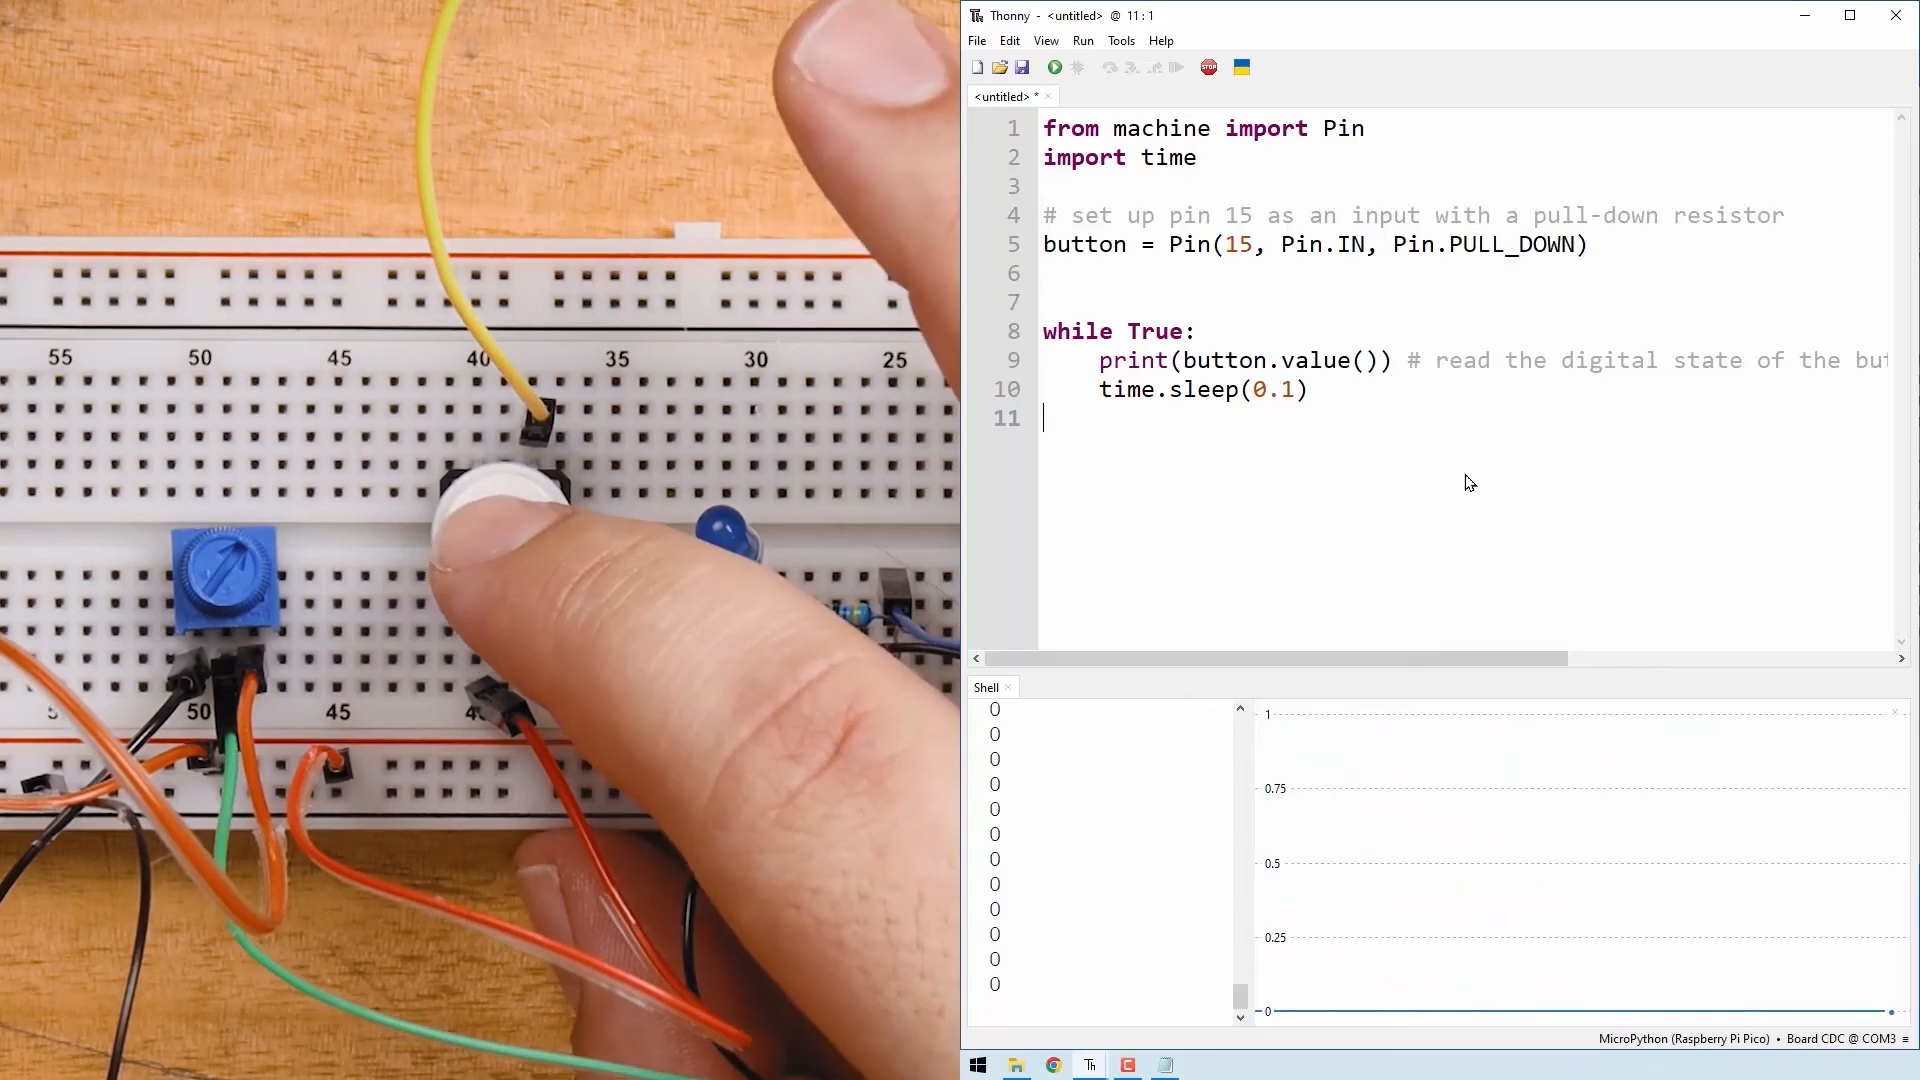 55 50 45 40 35 30 25
50 45
Thonny - <untitled> @ 11 : 1
File Edit View Run Tools Help
STOP
<untitled> *
1 from machine import Pin
2 import time
3
4 # set up pin 15 as an input with a pull-down resistor
5 button = Pin(15, Pin.IN, Pin.PULL_DOWN)
6
7
8 while True:
9 print(button.value()) # read the digital state of the but
10 time.sleep(0.1)
11
Shell
0
0
0
0
0
0
0
0
0
0
0
0
1
0.75
0.5
0.25
0
MicroPython (Raspberry Pi Pico) • Board CDC @ COM3 ≡
Th
C